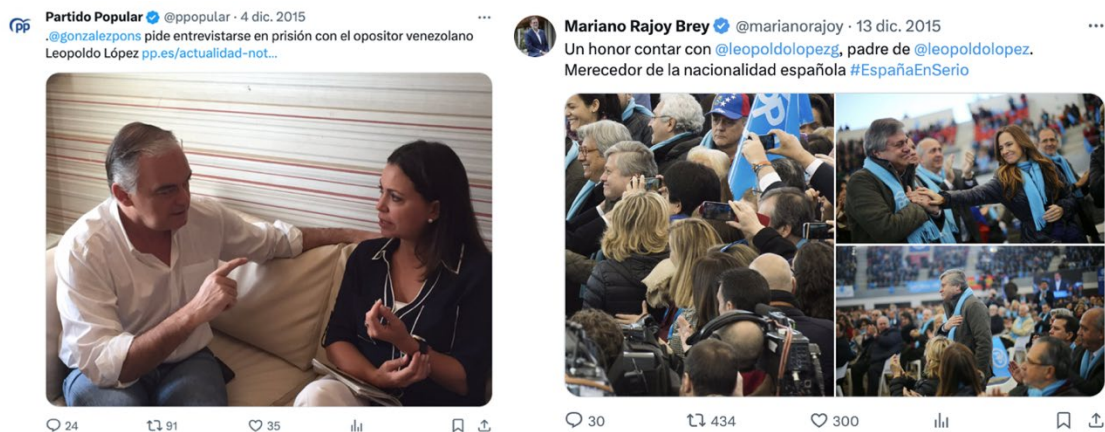 Partido Popular @ppopular · 4 dic. 2015
.@gonzalezpons pide entrevistarse en prisión con el opositor venezolano
Leopoldo López pp.es/actualidad-not...
24 91 35
Mariano Rajoy Brey @marianorajoy · 13 dic. 2015
Un honor contar con @leopoldolopezg, padre de @leopoldolopez.
Merecedor de la nacionalidad española #EspañaEnSerio
30 434 300